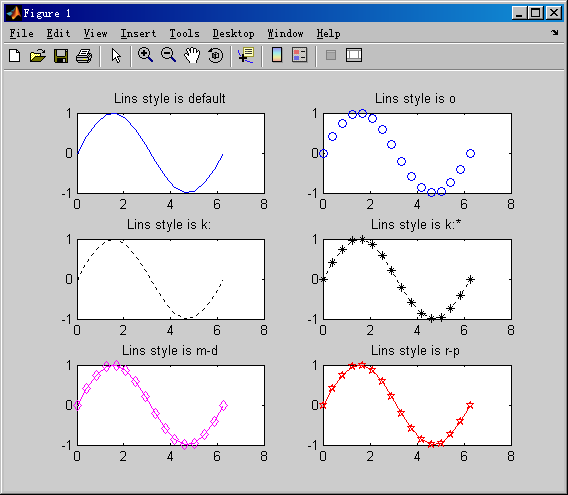 Figure 1
File Edit View Insert Tools Desktop Window Help
Lins style is default
1
0
-1
0 2 4 6 8
Lins style is o
1
0
-1
0 2 4 6 8
Lins style is k:
1
0
-1
0 2 4 6 8
Lins style is k:*
1
0
-1
0 2 4 6 8
Lins style is m-d
1
0
-1
0 2 4 6 8
Lins style is r-p
1
0
-1
0 2 4 6 8